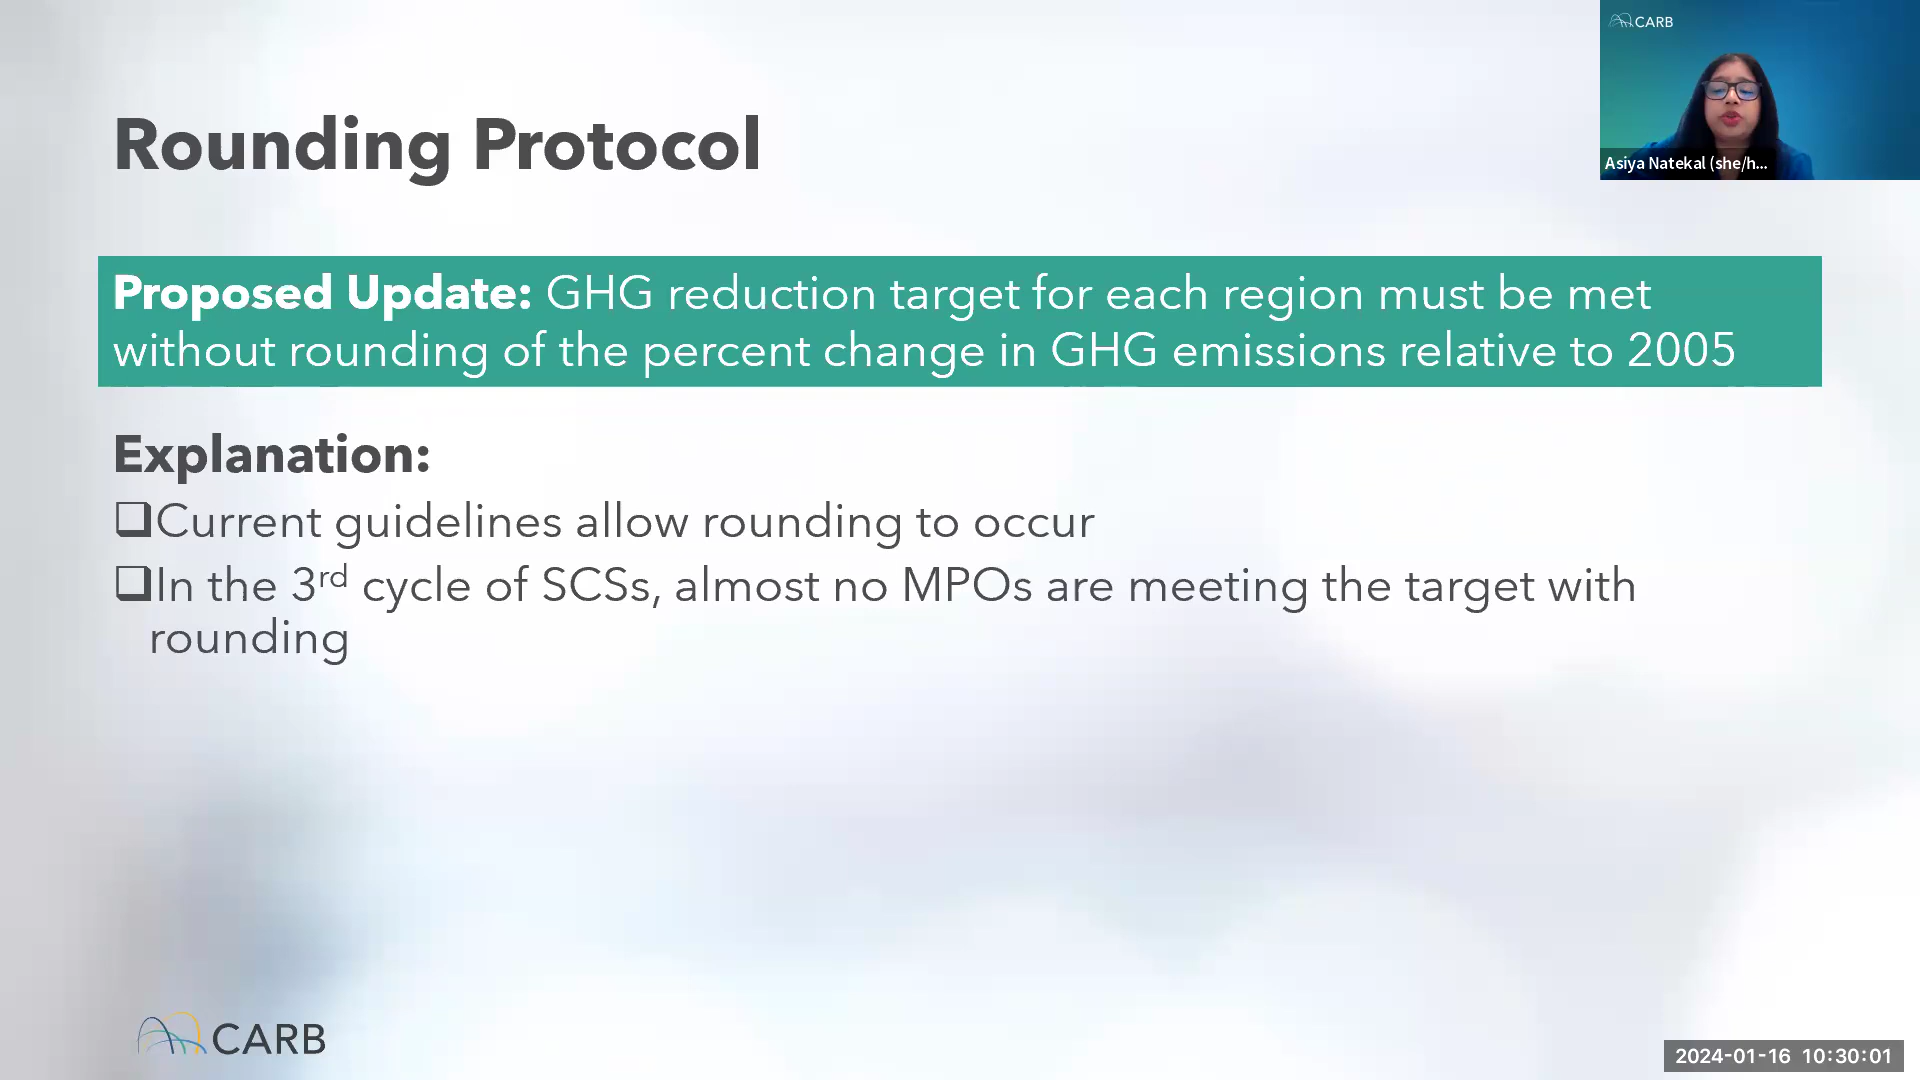 CARB
Rounding Protocol
Asiya Natekal (she/h...
Proposed Update: GHG reduction target for each region must be met
without rounding of the percent change in GHG emissions relative to 2005
Explanation:
❑Current guidelines allow rounding to occur
❑In the 3rd cycle of SCSs, almost no MPOs are meeting the target with
rounding
CARB
2024-01-16 10:30:01